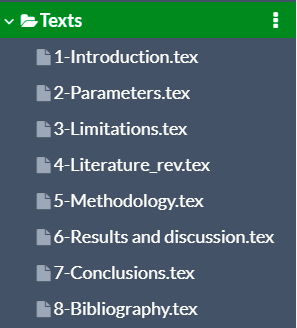 Texts
1-Introduction.tex
2-Parameters.tex
3-Limitations.tex
4-Literature_rev.tex
5-Methodology.tex
6-Results and discussion.tex
7-Conclusions.tex
8-Bibliography.tex